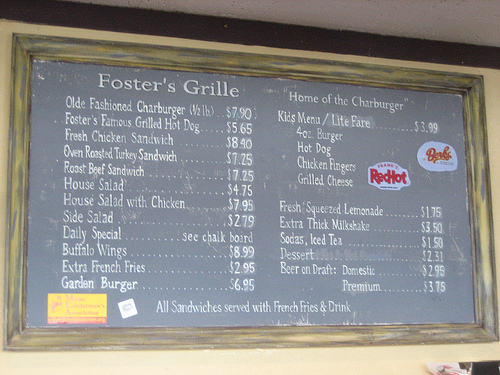 Foster's Grille
Olde Fashioned Charburger (½ lb) $7.90
Foster's Famous Grilled Hot Dog $5.65
Fresh Chicken Sandwich $8.40
Oven Roasted Turkey Sandwich $7.25
Roast Beef Sandwich $7.25
House Salad $4.75
House Salad with Chicken $7.95
Side Salad $2.79
Daily Special see chalk board
Buffalo Wings $8.99
Extra French Fries $2.95
Garden Burger $6.95
"Home of the Charburger"
Kids Menu / Lite Fare $3.99
4oz. Burger
Hot Dog
Chicken Fingers
Grilled Cheese
Berks
FRANK'S
RedHot
Fresh Squeezed Lemonade $1.75
Extra Thick Milkshake $3.50
Sodas, Iced Tea $1.50
Dessert $2.31
Beer on Draft: Domestic $2.95
Premium $3.75
All Sandwiches served with French Fries & Drink